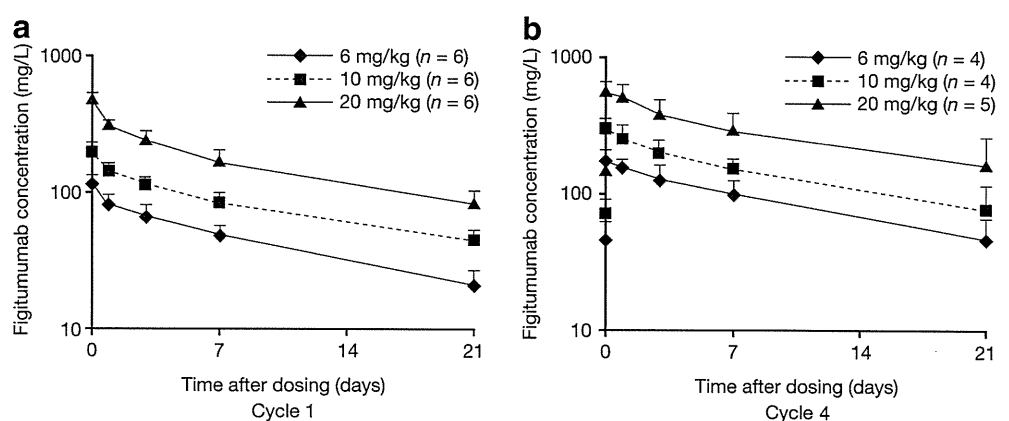 a
Figitumumab concentration (mg/L)
1000
100
10
6 mg/kg (n = 6)
10 mg/kg (n = 6)
20 mg/kg (n = 6)
0 7 14 21
Time after dosing (days)
Cycle 1
b
Figitumumab concentration (mg/L)
1000
100
10
6 mg/kg (n = 4)
10 mg/kg (n = 4)
20 mg/kg (n = 5)
0 7 14 21
Time after dosing (days)
Cycle 4